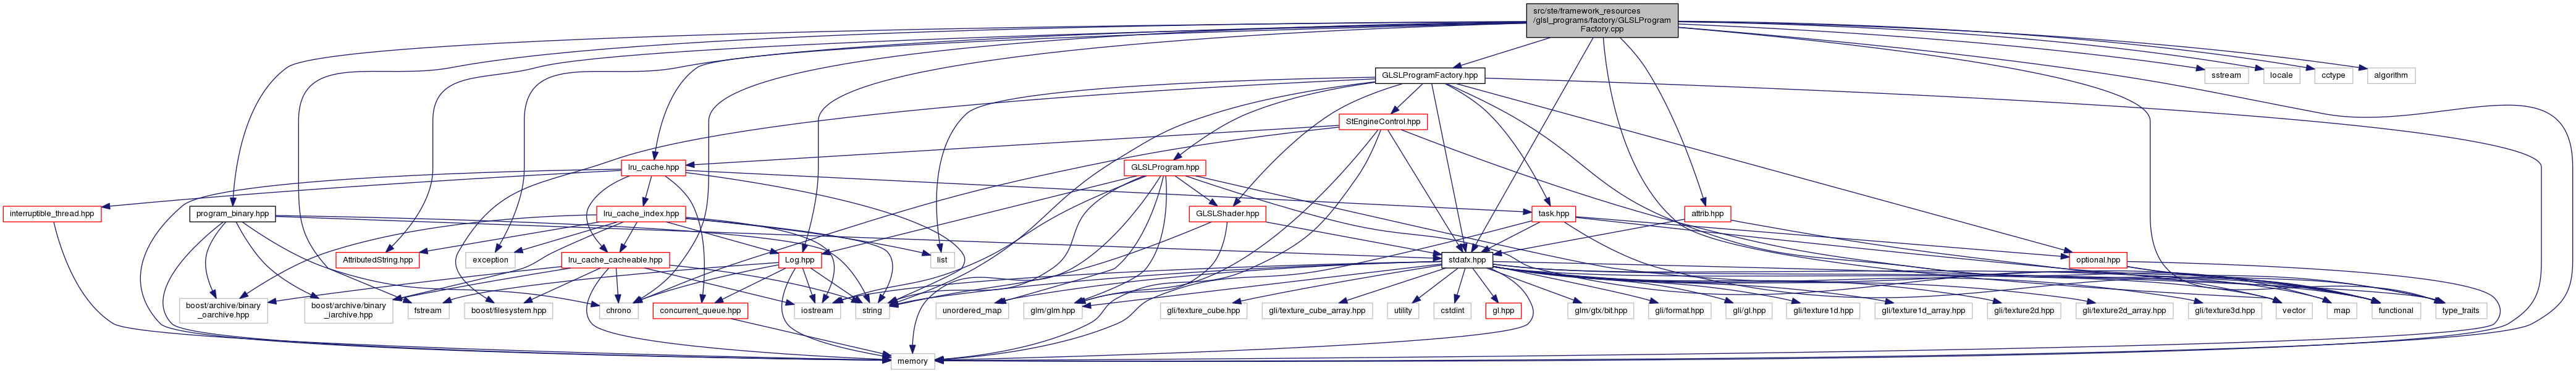 src/ste/framework_resources
/glsl_programs/factory/GLSLProgram
Factory.cpp
GLSLProgramFactory.hpp
sstream
locale
cctype
algorithm
StEngineControl.hpp
lru_cache.hpp
GLSLProgram.hpp
interruptible_thread.hpp
program_binary.hpp
lru_cache_index.hpp
GLSLShader.hpp
task.hpp
attrib.hpp
AttributedString.hpp
exception
lru_cache_cacheable.hpp
Log.hpp
list
stdafx.hpp
optional.hpp
boost/archive/binary
_oarchive.hpp
boost/archive/binary
_iarchive.hpp
fstream
boost/filesystem.hpp
chrono
concurrent_queue.hpp
iostream
string
unordered_map
glm/glm.hpp
gli/texture_cube.hpp
gli/texture_cube_array.hpp
utility
cstdint
gl.hpp
glm/gtx/bit.hpp
gli/format.hpp
gli/gl.hpp
gli/texture1d.hpp
gli/texture1d_array.hpp
gli/texture2d.hpp
gli/texture2d_array.hpp
gli/texture3d.hpp
vector
map
functional
type_traits
memory